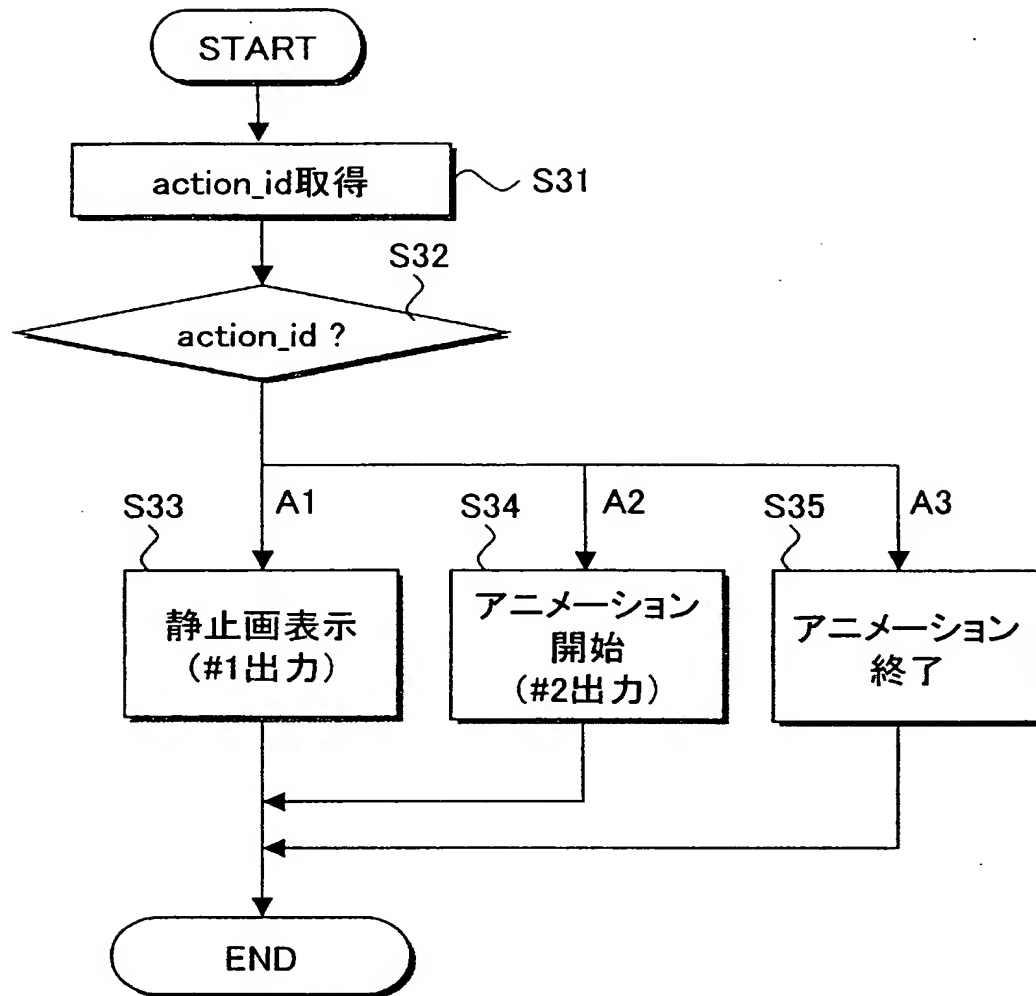 START
action_id取得
S31
S32
action_id ?
S33
A1
S34
A2
S35
A3
静止画表示
(#1出力)
アニメーション
開始
(#2出力)
アニメーション
終了
END